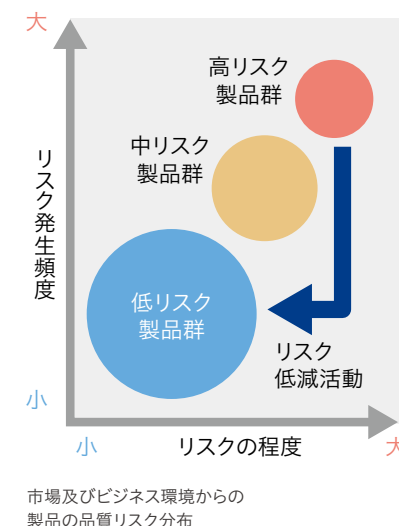 大
高リスク
製品群
中リスク
製品群
リスク発生頻度
低リスク
製品群
リスク
低減活動
小
小
リスクの程度
大
市場及びビジネス環境からの
製品の品質リスク分布